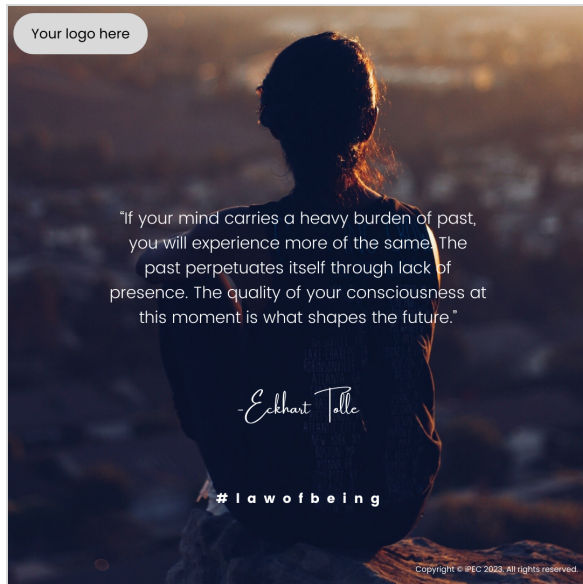 Your logo here
“If your mind carries a heavy burden of past,
you will experience more of the same. The
past perpetuates itself through lack of
presence. The quality of your consciousness at
this moment is what shapes the future.”
-Eckhart Tolle
#lawofbeing
Copyright © iPEC 2023. All rights reserved.